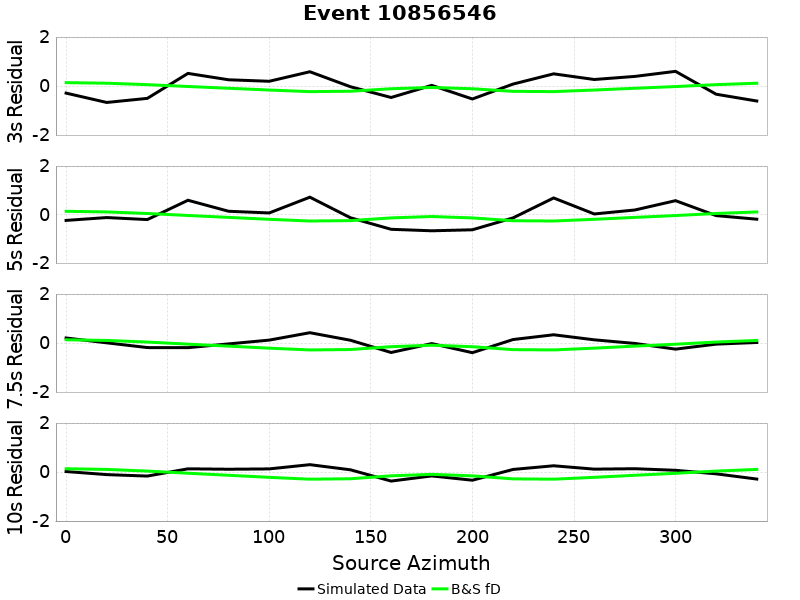 Event 10856546
3s Residual
2
0
-2
5s Residual
2
0
-2
7.5s Residual
2
0
-2
10s Residual
2
0
-2
0 50 100 150 200 250 300
Source Azimuth
Simulated Data B&S fD